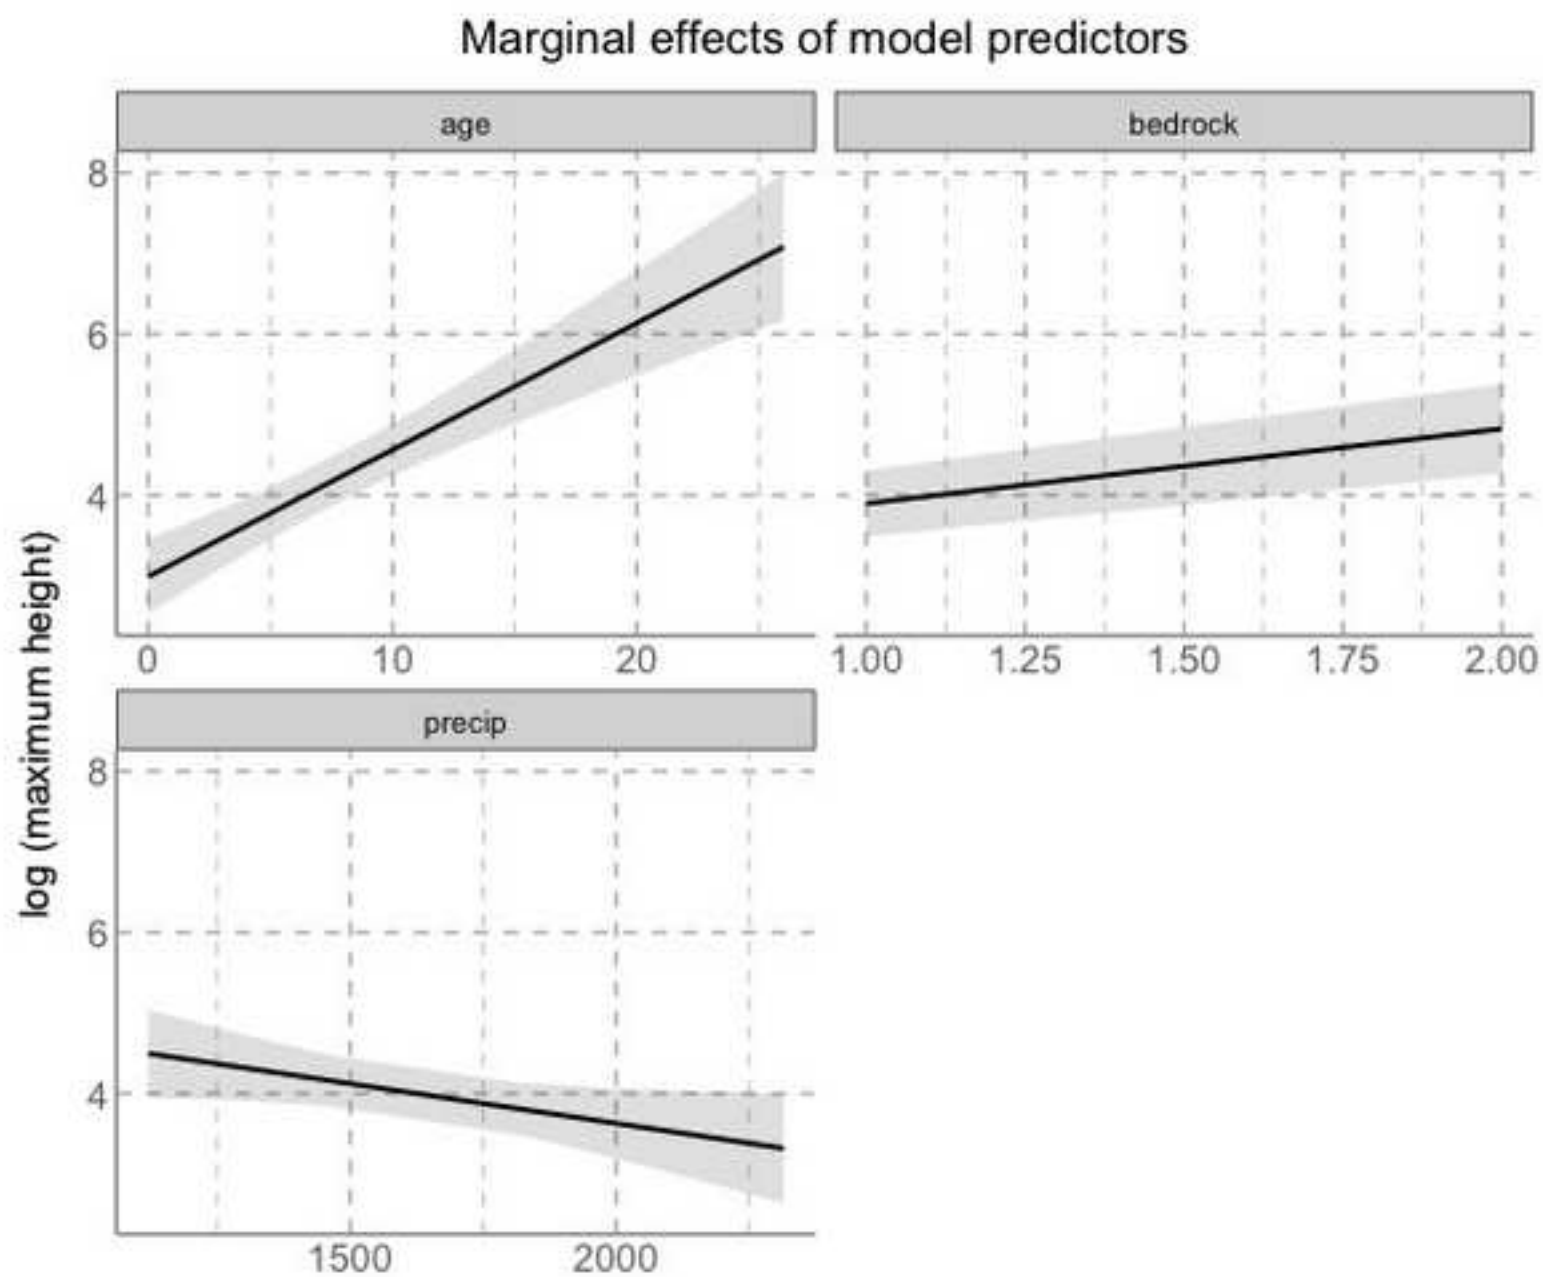 Marginal effects of model predictors
age
bedrock
8
6
4
0 10 20
1.00 1.25 1.50 1.75 2.00
log (maximum height)
precip
8
6
4
1500 2000